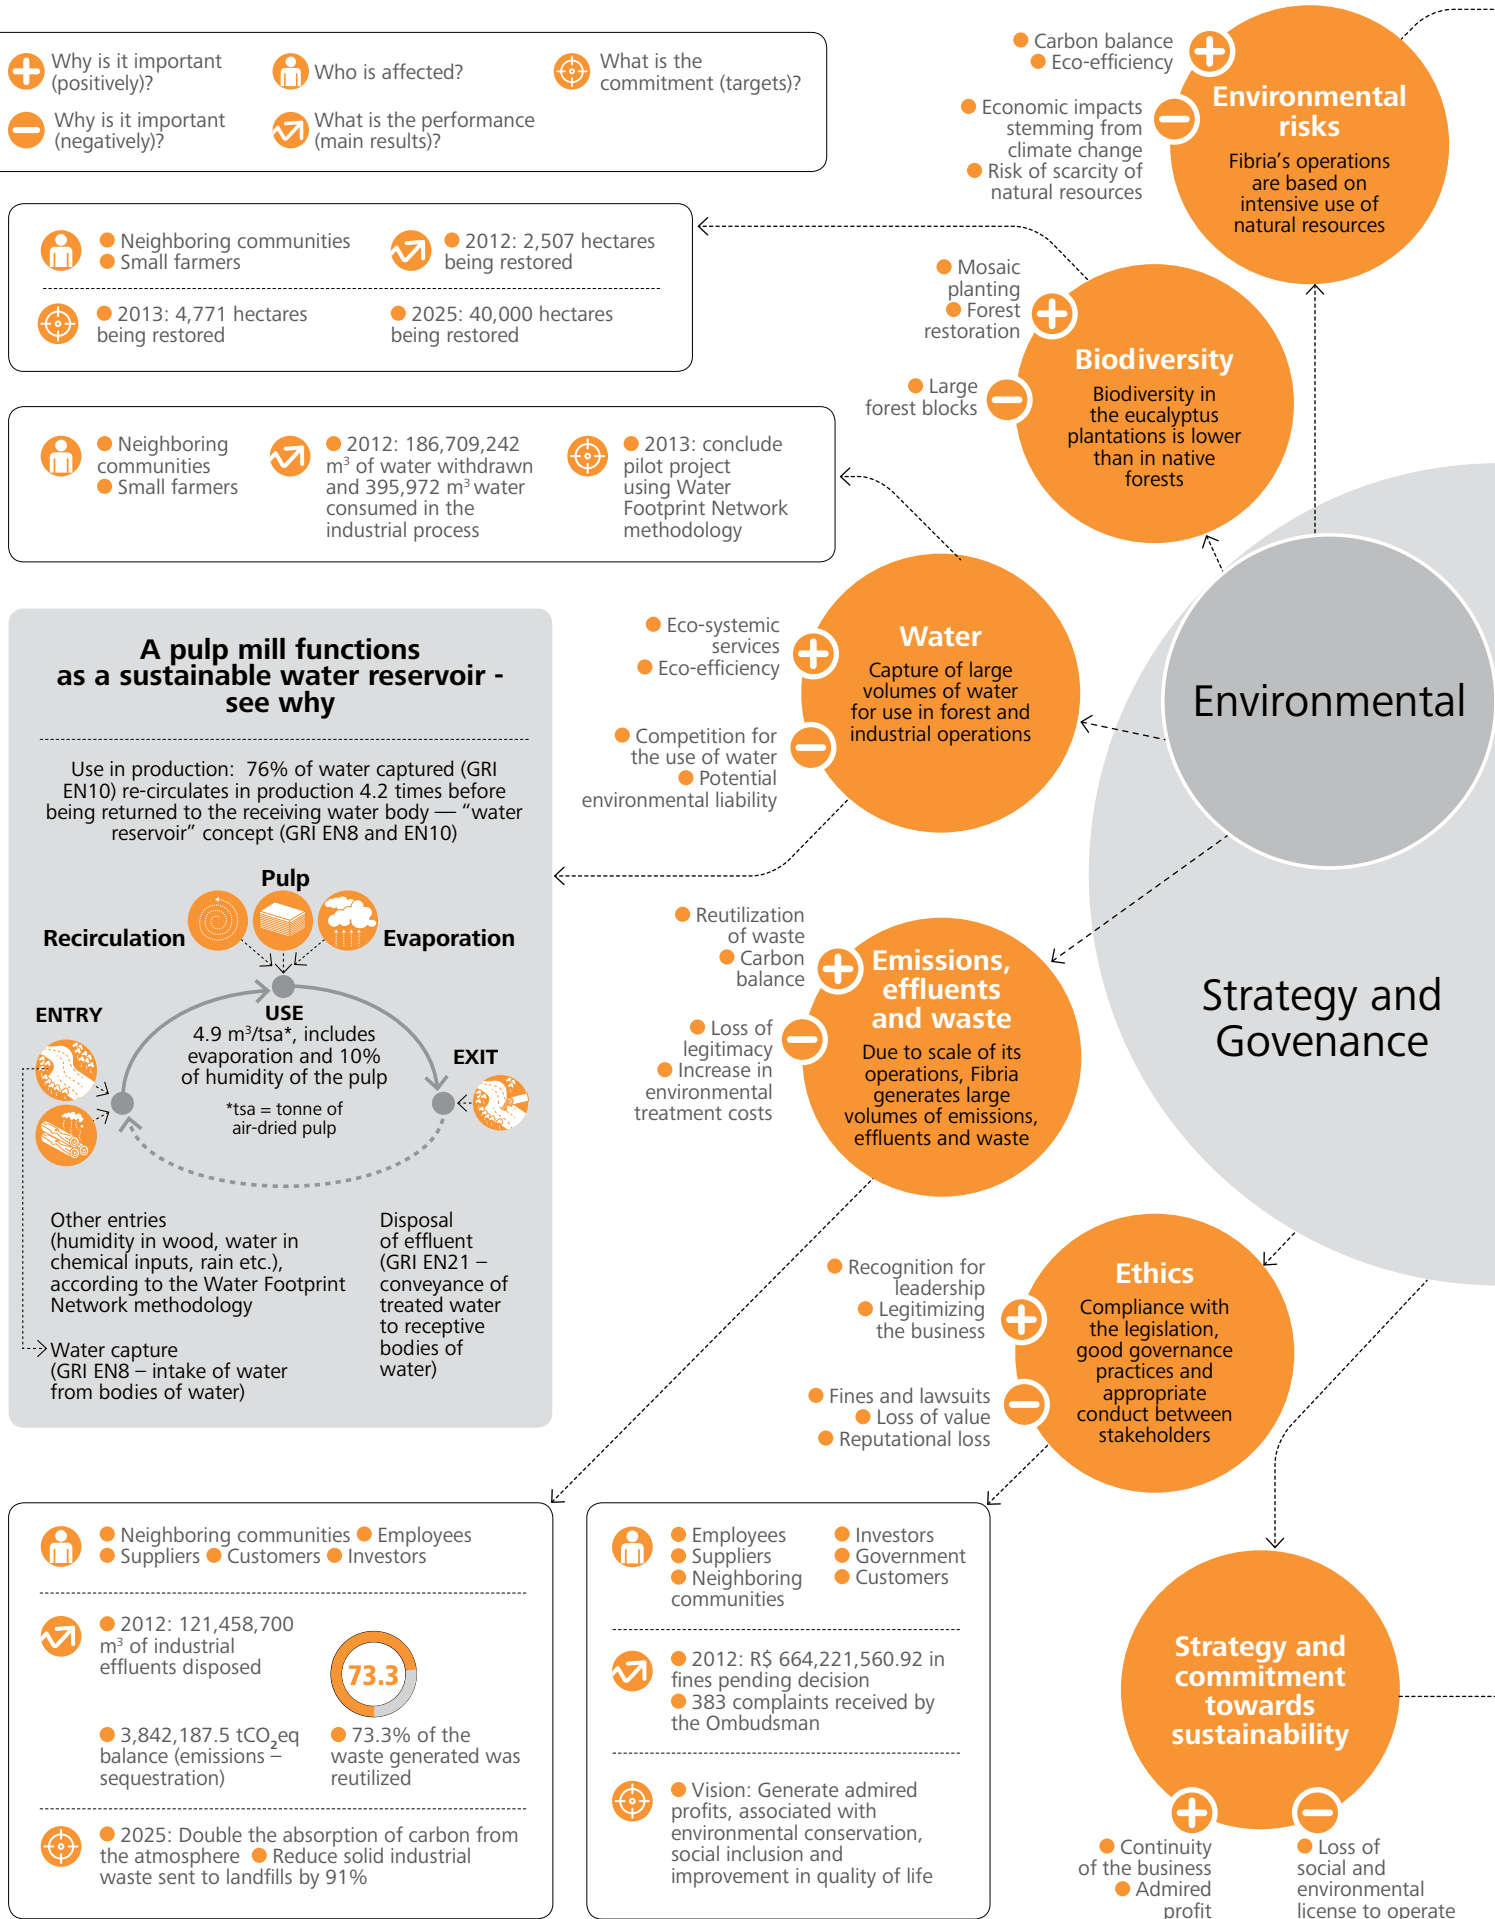 Why is it important
(positively)?
Who is affected?
What is the
commitment (targets)?
Why is it important
(negatively)?
What is the performance
(main results)?
Carbon balance
Eco-efficiency
Economic impacts
stemming from
climate change
Risk of scarcity of
natural resources
Environmental
risks
Fibria's operations
are based on
intensive use of
natural resources
Neighboring communities
Small farmers
2012: 2,507 hectares
being restored
2013: 4,771 hectares
being restored
2025: 40,000 hectares
being restored
Mosaic
planting
Forest
restoration
Large
forest blocks
Biodiversity
Biodiversity in
the eucalyptus
plantations is lower
than in native
forests
Neighboring
communities
Small farmers
2012: 186,709,242
m³ of water withdrawn
and 395,972 m³ water
consumed in the
industrial process
2013: conclude
pilot project
using Water
Footprint Network
methodology
Eco-systemic
services
Eco-efficiency
Competition for
the use of water
Potential
environmental liability
Water
Capture of large
volumes of water
for use in forest and
industrial operations
Environmental
Strategy and
Govenance
A pulp mill functions
as a sustainable water reservoir -
see why
Use in production: 76% of water captured (GRI
EN10) re-circulates in production 4.2 times before
being returned to the receiving water body — “water
reservoir” concept (GRI EN8 and EN10)
Pulp
Recirculation
Evaporation
ENTRY
USE
4.9 m³/tsa*, includes
evaporation and 10%
of humidity of the pulp
*tsa = tonne of
air-dried pulp
EXIT
Other entries
(humidity in wood, water in
chemical inputs, rain etc.),
according to the Water Footprint
Network methodology
Water capture
(GRI EN8 – intake of water
from bodies of water)
Disposal
of effluent
(GRI EN21 –
conveyance of
treated water
to receptive
bodies of
water)
Reutilization
of waste
Carbon
balance
Loss of
legitimacy
Increase in
environmental
treatment costs
Emissions,
effluents
and waste
Due to scale of its
operations, Fibria
generates large
volumes of emissions,
effluents and waste
Recognition for
leadership
Legitimizing
the business
Fines and lawsuits
Loss of value
Reputational loss
Ethics
Compliance with
the legislation,
good governance
practices and
appropriate
conduct between
stakeholders
Neighboring communities Employees
Suppliers Customers Investors
2012: 121,458,700
m³ of industrial
effluents disposed
73.3
3,842,187.5 tCO₂eq
balance (emissions –
sequestration)
73.3% of the
waste generated was
reutilized
2025: Double the absorption of carbon from
the atmosphere Reduce solid industrial
waste sent to landfills by 91%
Employees
Suppliers
Neighboring
communities
Investors
Government
Customers
2012: R$ 664,221,560.92 in
fines pending decision
383 complaints received by
the Ombudsman
Vision: Generate admired
profits, associated with
environmental conservation,
social inclusion and
improvement in quality of life
Strategy and
commitment
towards
sustainability
Continuity
of the business
Admired
profit
Loss of
social and
environmental
license to operate